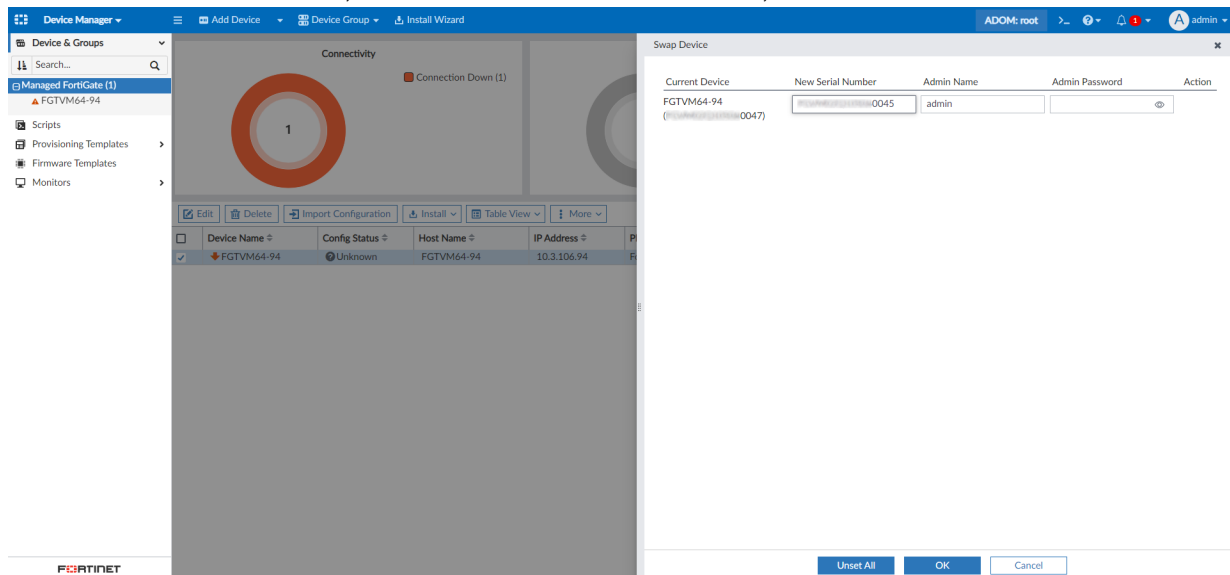 Device Manager
Add Device
Device Group
Install Wizard
ADOM: root
1
A admin
Device & Groups
Search...
Managed FortiGate (1)
FGTVM64-94
Scripts
Provisioning Templates
Firmware Templates
Monitors
Connectivity
Connection Down (1)
1
Edit
Delete
Import Configuration
Install
Table View
More
Device Name
Config Status
Host Name
IP Address
FGTVM64-94
Unknown
FGTVM64-94
10.3.106.94
Swap Device
Current Device
New Serial Number
Admin Name
Admin Password
Action
FGTVM64-94
0047)
0045
admin
Unset All
OK
Cancel
FORTINET